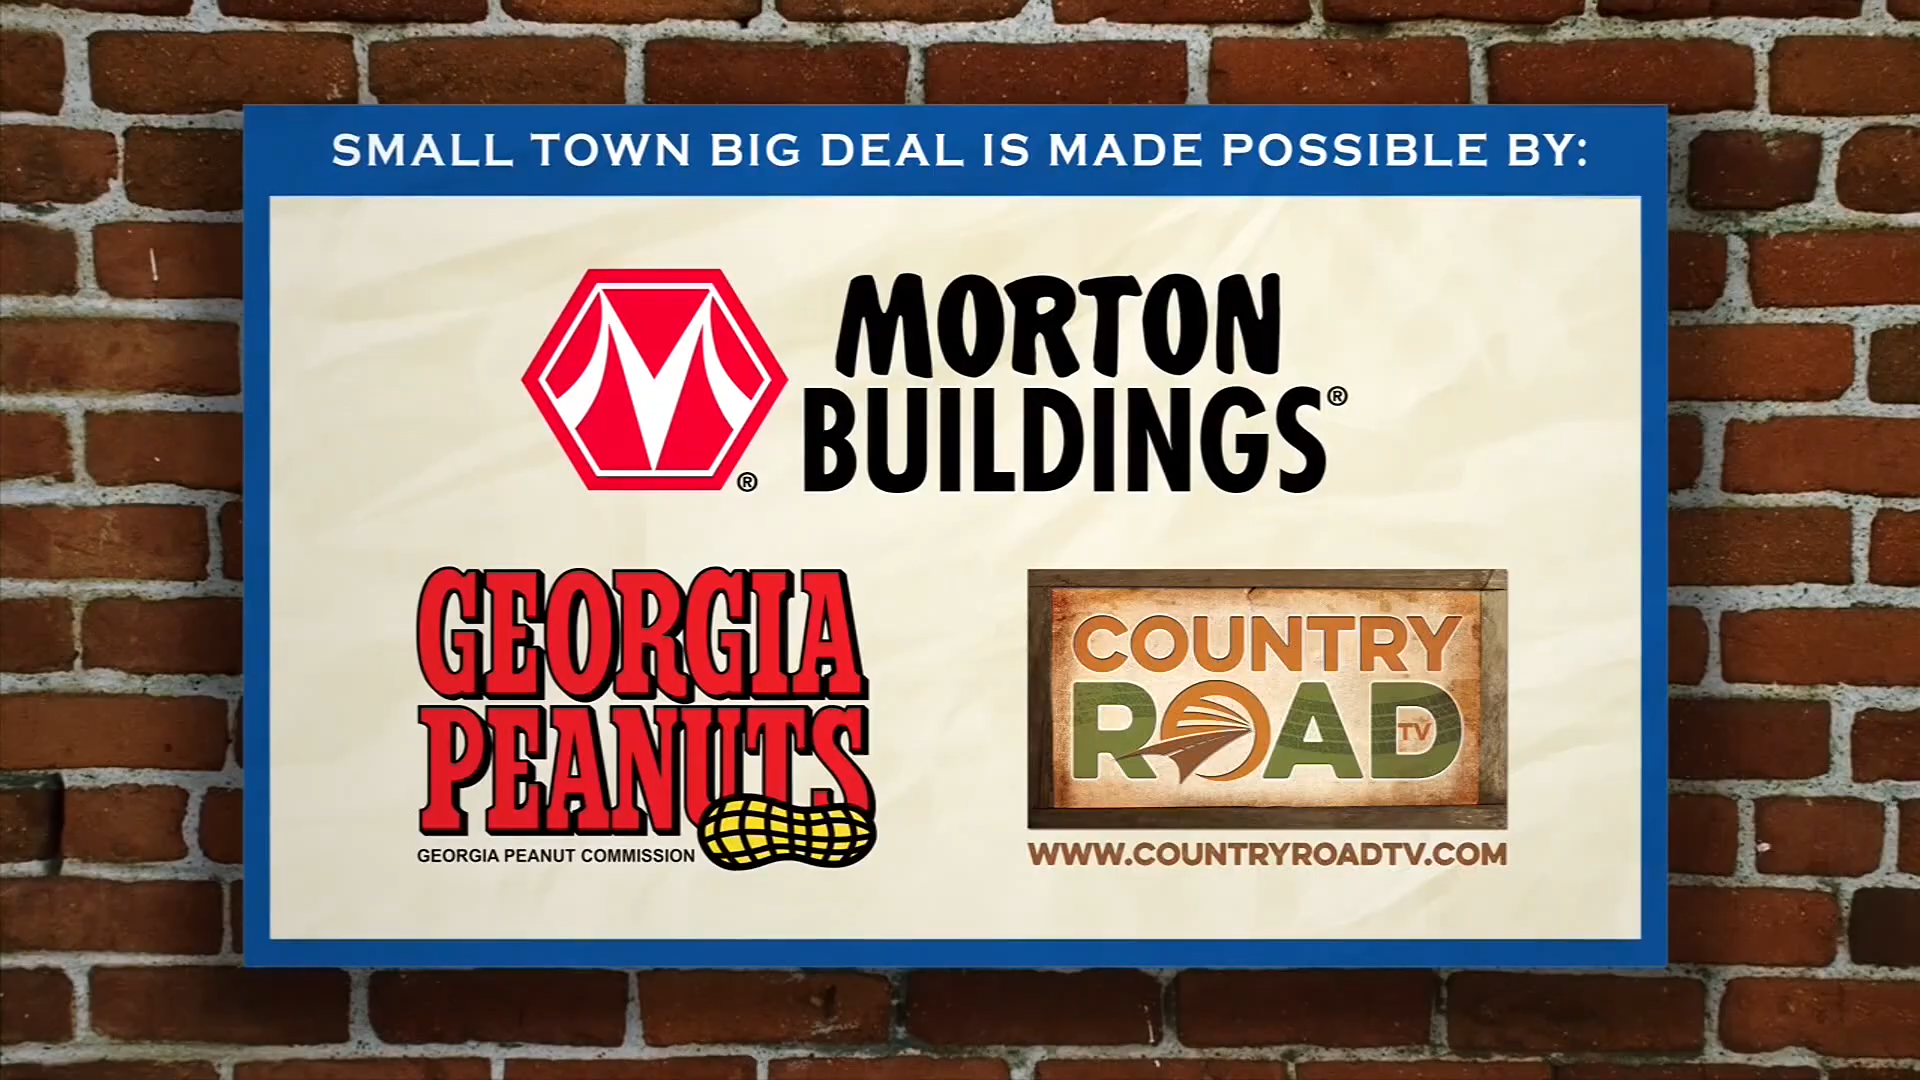 SMALL TOWN BIG DEAL IS MADE POSSIBLE BY:
MORTON
BUILDINGS®
®
GEORGIA
PEANUTS
GEORGIA PEANUT COMMISSION
COUNTRY
ROAD
TV
WWW.COUNTRYROADTV.COM